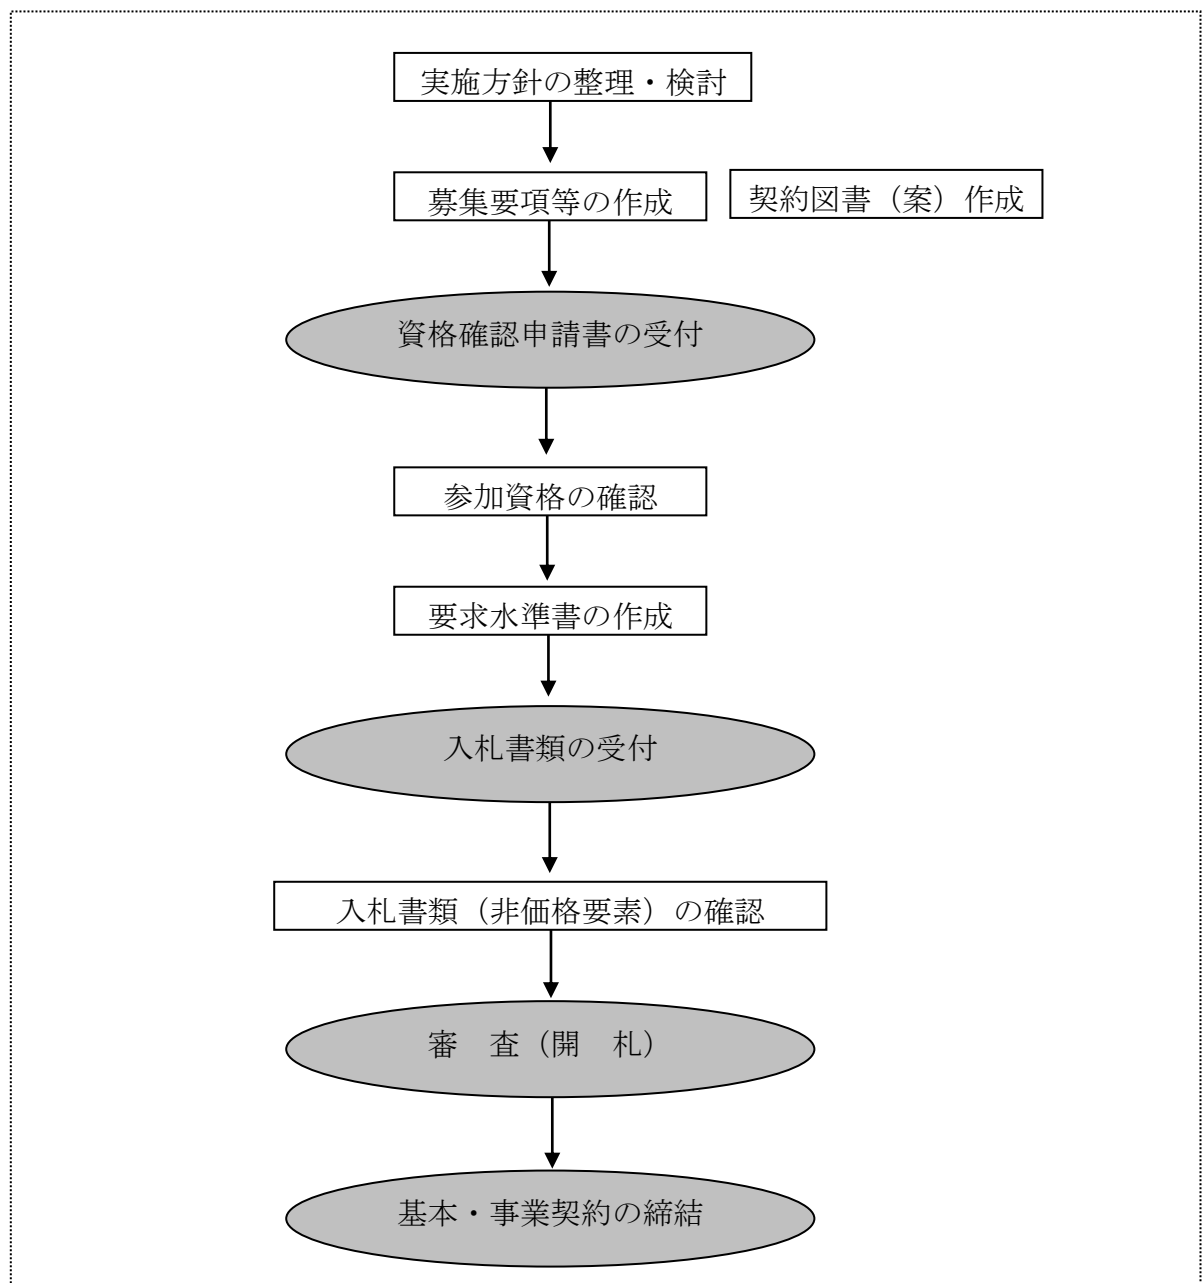 実施方針の整理・検討
募集要項等の作成
契約図書（案）作成
資格確認申請書の受付
参加資格の確認
要求水準書の作成
入札書類の受付
入札書類（非価格要素）の確認
審　査（開　札）
基本・事業契約の締結